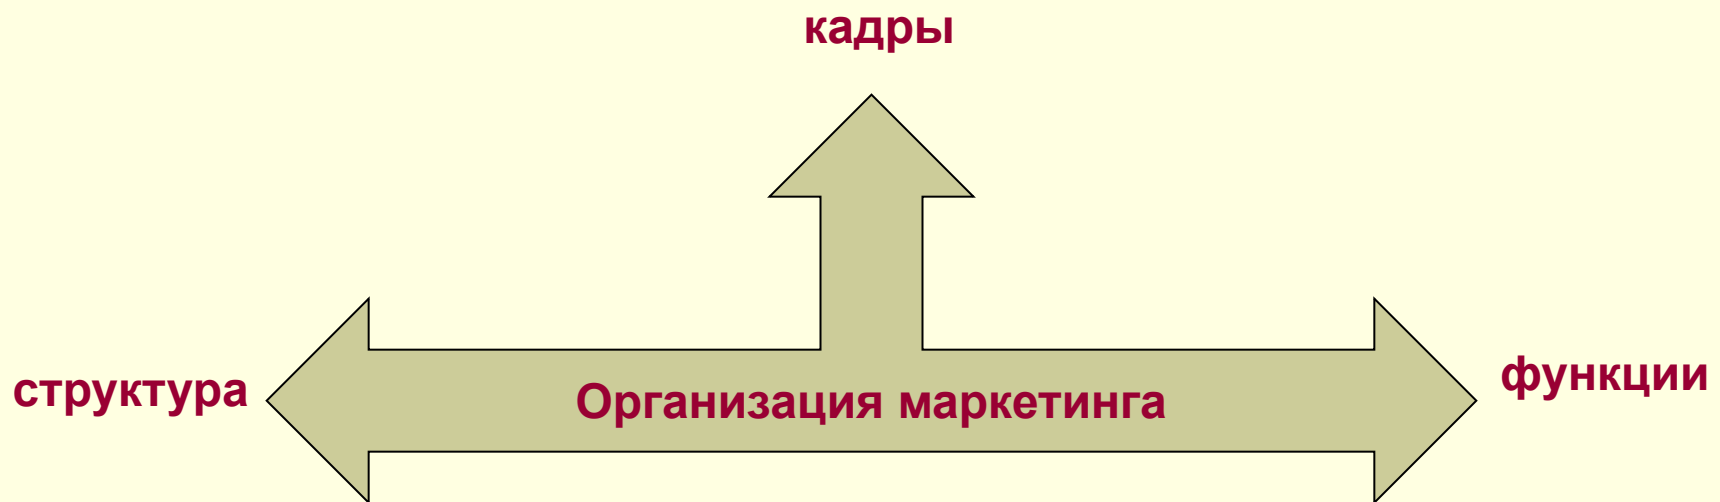 кадры
структура
Организация маркетинга
функции